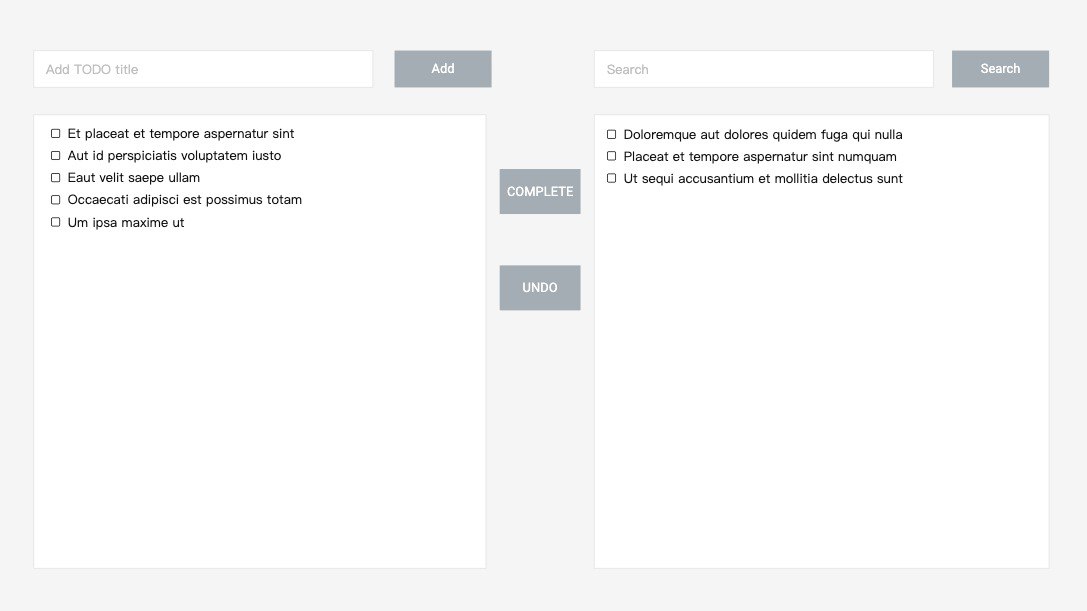 Add TODO title
Add
Search
Search
Et placeat et tempore aspernatur sint
Aut id perspiciatis voluptatem iusto
Eaut velit saepe ullam
Occaecati adipisci est possimus totam
Um ipsa maxime ut
COMPLETE
UNDO
Doloremque aut dolores quidem fuga qui nulla
Placeat et tempore aspernatur sint numquam
Ut sequi accusantium et mollitia delectus sunt